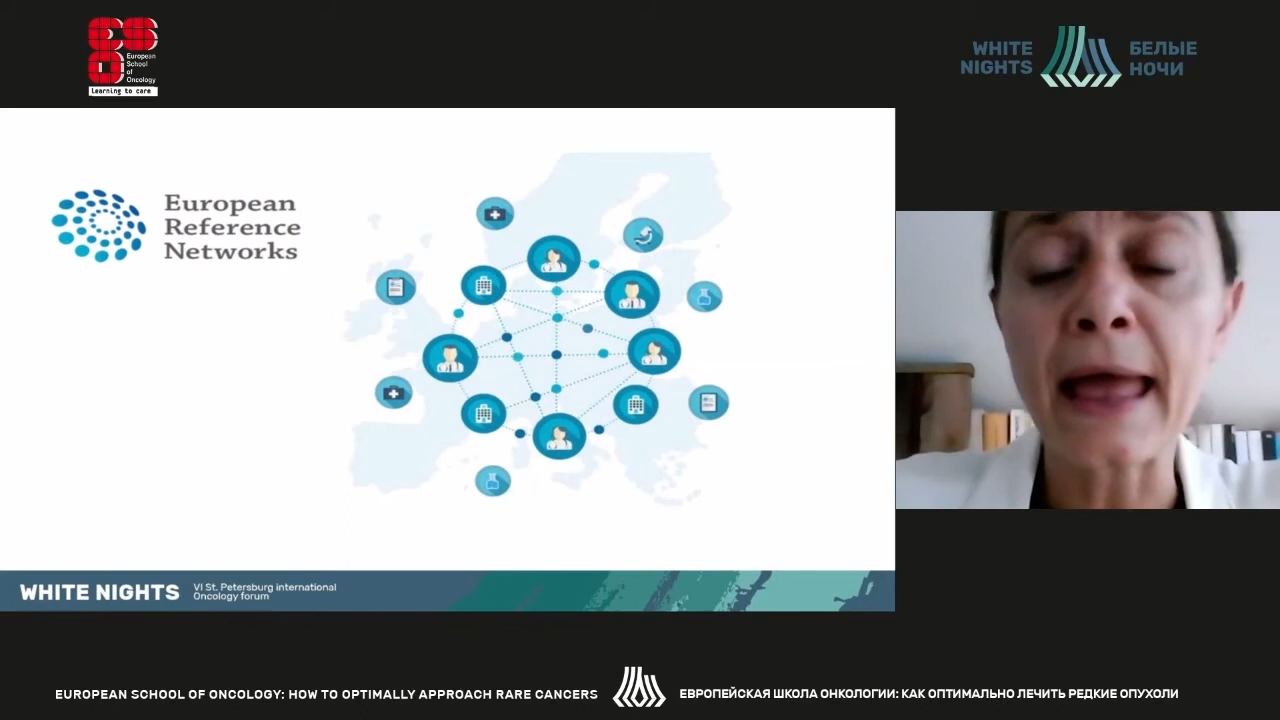 European
School
of
Oncology
Learning to care
WHITE
NIGHTS
БЕЛЫЕ
НОЧИ
European
Reference
Networks
WHITE NIGHTS
VI St. Petersburg international
Oncology forum
EUROPEAN SCHOOL OF ONCOLOGY: HOW TO OPTIMALLY APPROACH RARE CANCERS
ЕВРОПЕЙСКАЯ ШКОЛА ОНКОЛОГИИ: КАК ОПТИМАЛЬНО ЛЕЧИТЬ РЕДКИЕ ОПУХОЛИ